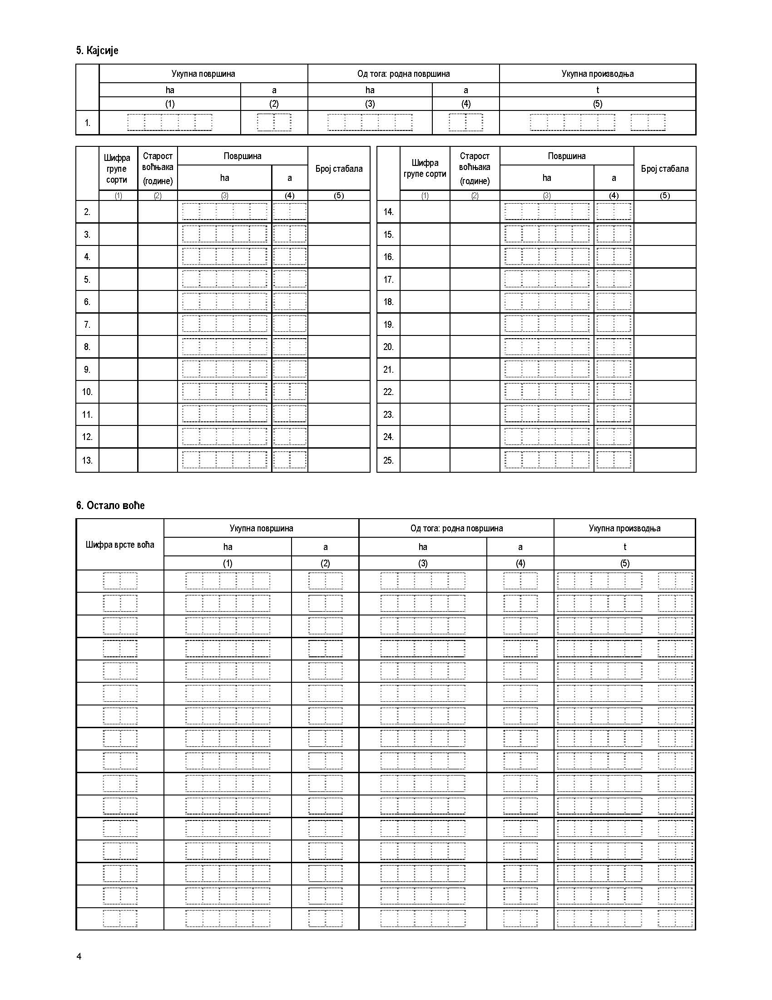 5. Кајсије
Укупна површина Од тога: родна површина Укупна производња
ha a ha a t
(1) (2) (3) (4) (5)
1.
Шифра групе сорти Старост воћњака (године) Површина Број стабала Шифра групе сорти Старост воћњака (године) Површина Број стабала
ha a ha a
(1) (2) (3) (4) (5) (1) (2) (3) (4) (5)
2. 14.
3. 15.
4. 16.
5. 17.
6. 18.
7. 19.
8. 20.
9. 21.
10. 22.
11. 23.
12. 24.
13. 25.
6. Остало воће
Шифра врсте воћа Укупна површина Од тога: родна површина Укупна производња
ha a ha a t
(1) (2) (3) (4) (5)
4